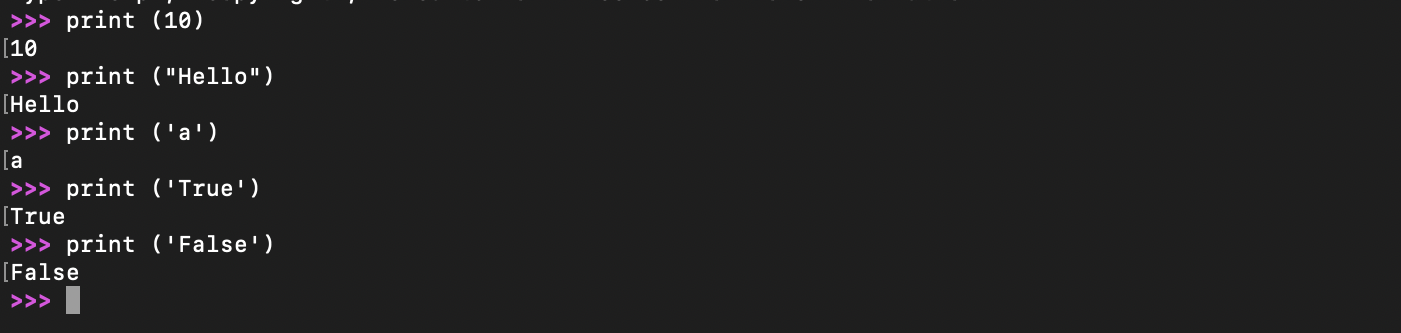 >>> print (10)
[10
>>> print ("Hello")
[Hello
>>> print ('a')
[a
>>> print ('True')
[True
>>> print ('False')
[False
>>>